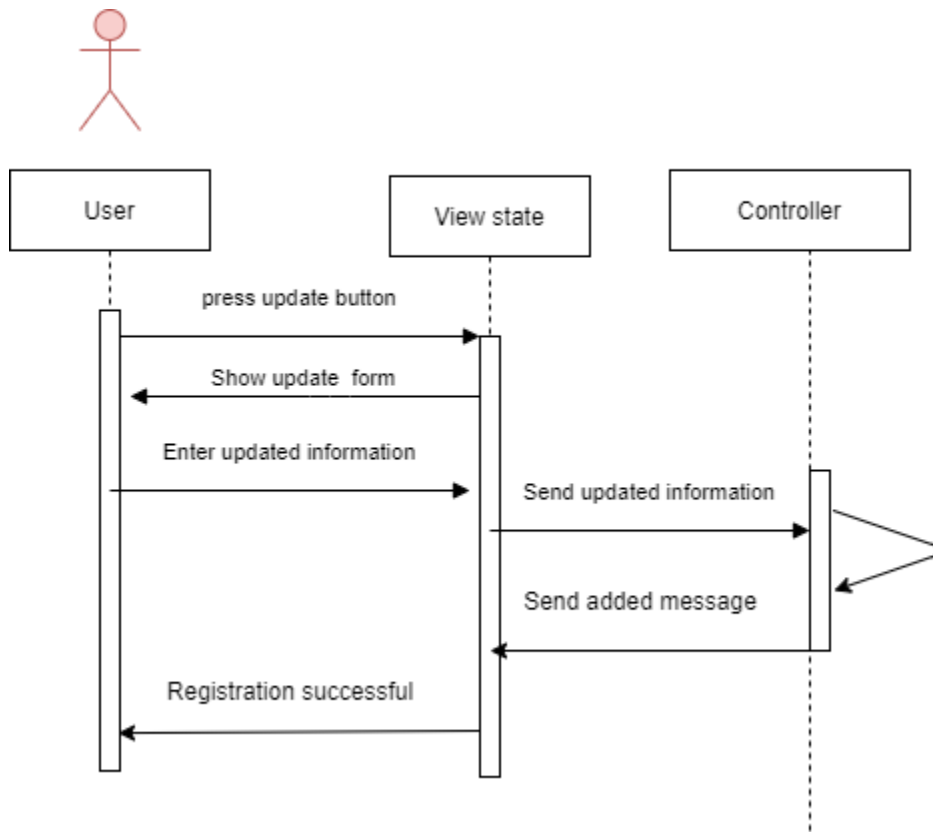 User
View state
Controller
press update button
Show update form
Enter updated information
Send updated information
Send added message
Registration successful